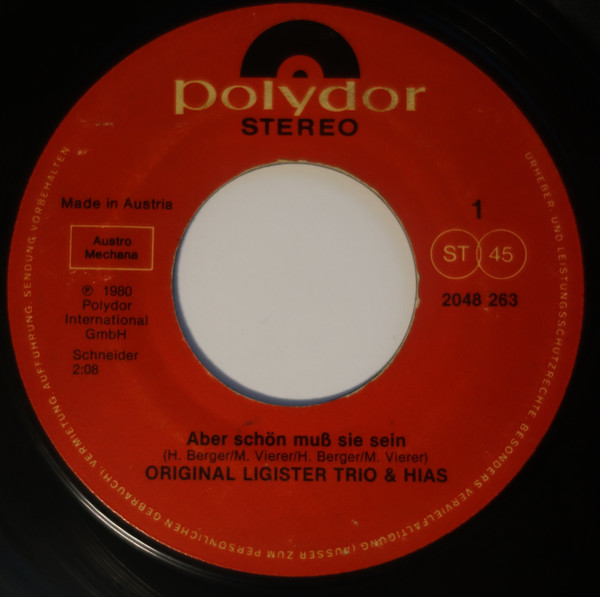 polydor
STEREO
Made in Austria
1
Austro
Mechana
ST 45
℗ 1980
Polydor
International
GmbH
2048 263
Schneider
2:08
Aber schön muß sie sein
(H. Berger/M. Vierer/H. Berger/M. Vierer)
ORIGINAL LIGISTER TRIO & HIAS
URHEBER- UND LEISTUNGSSCHUTZRECHTE BESONDERS VERVIELFÄLTIGUNG (AUSSER ZUM PERSÖNLICHEN GEBRAUCH), VERMIETUNG AUFFÜHRUNG, SENDUNG VORBEHALTEN